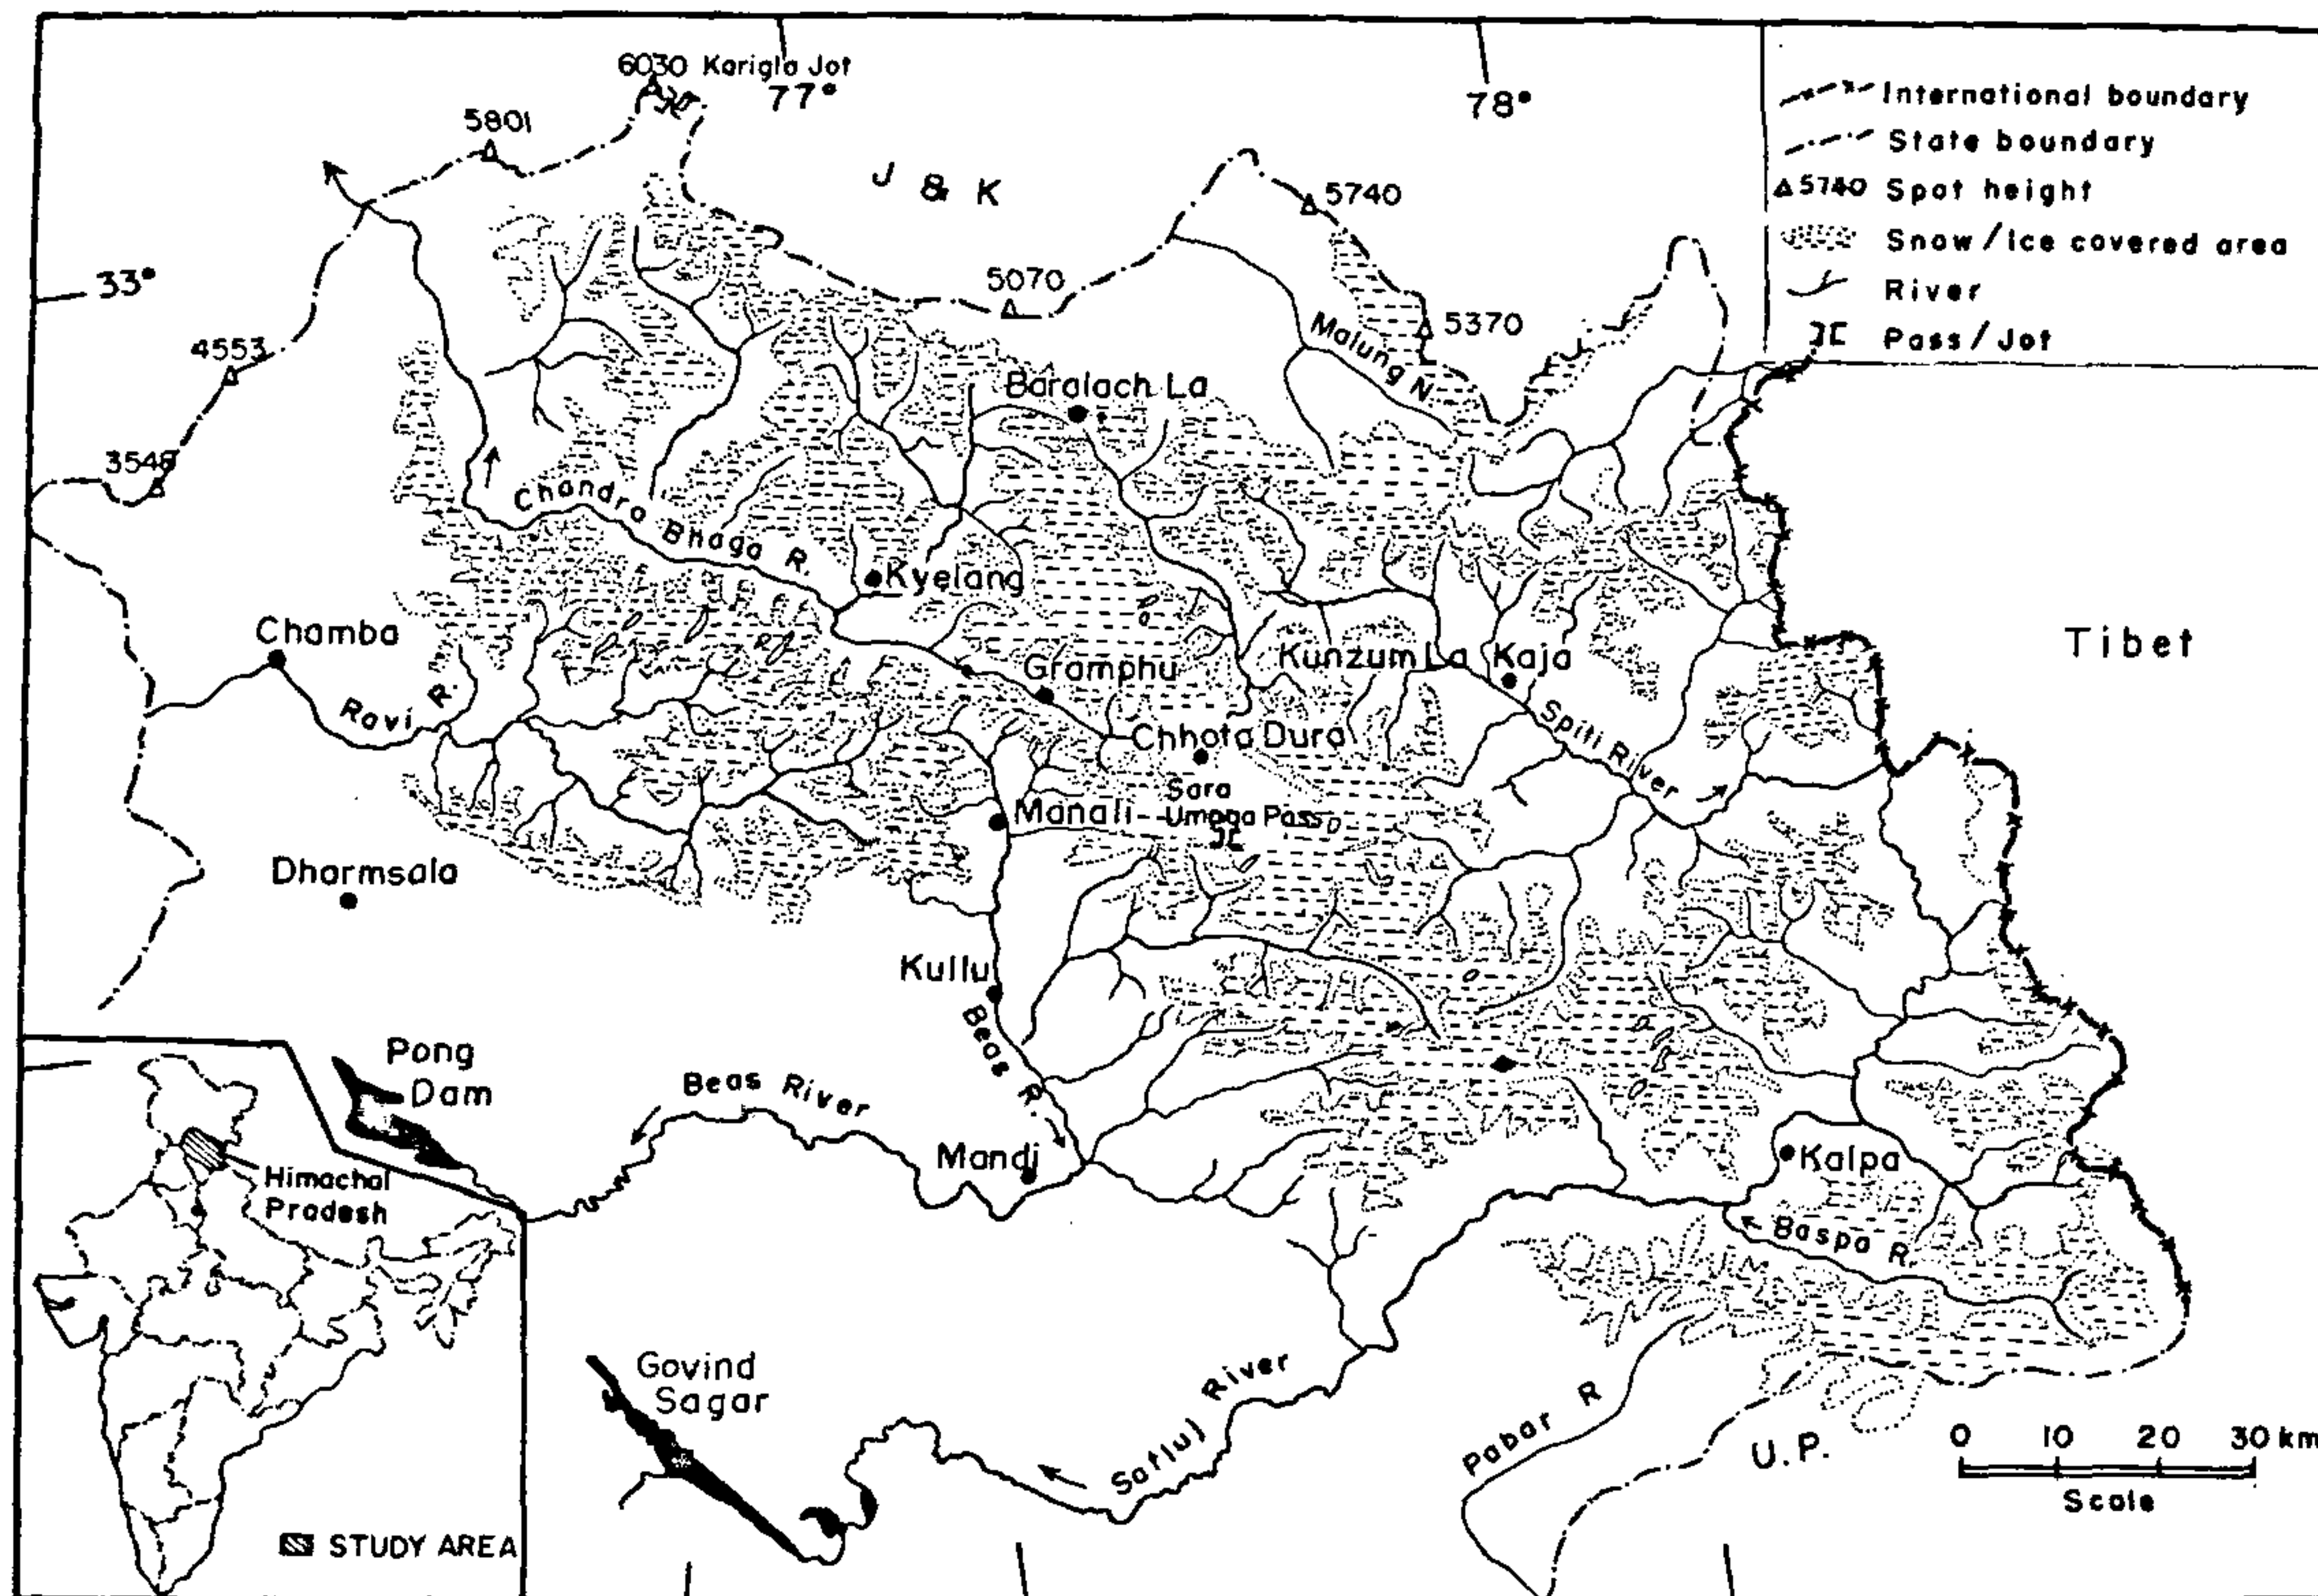 6030 Karigla Jot
77°
78°
5801
J & K
5740
33°
5070
4553
5370
Malung N
Baralach La
3548
Chandra Bhaga R.
Kyelang
Chamba
Ravi R.
Gramphu
Kunzum La
Kaja
Tibet
Chhota Dara
Spiti River
Sara
Umaga Pass
Manali
Dharmsala
Kullu
Beas R.
Pong
Dam
Beas River
Mandi
Kalpa
Baspa R.
Govind
Sagar
Satluj River
Pabar R
U.P.
International boundary
State boundary
5740 Spot height
Snow/Ice covered area
River
Pass/Jot
Himachal
Pradesh
STUDY AREA
0 10 20 30 km
Scale